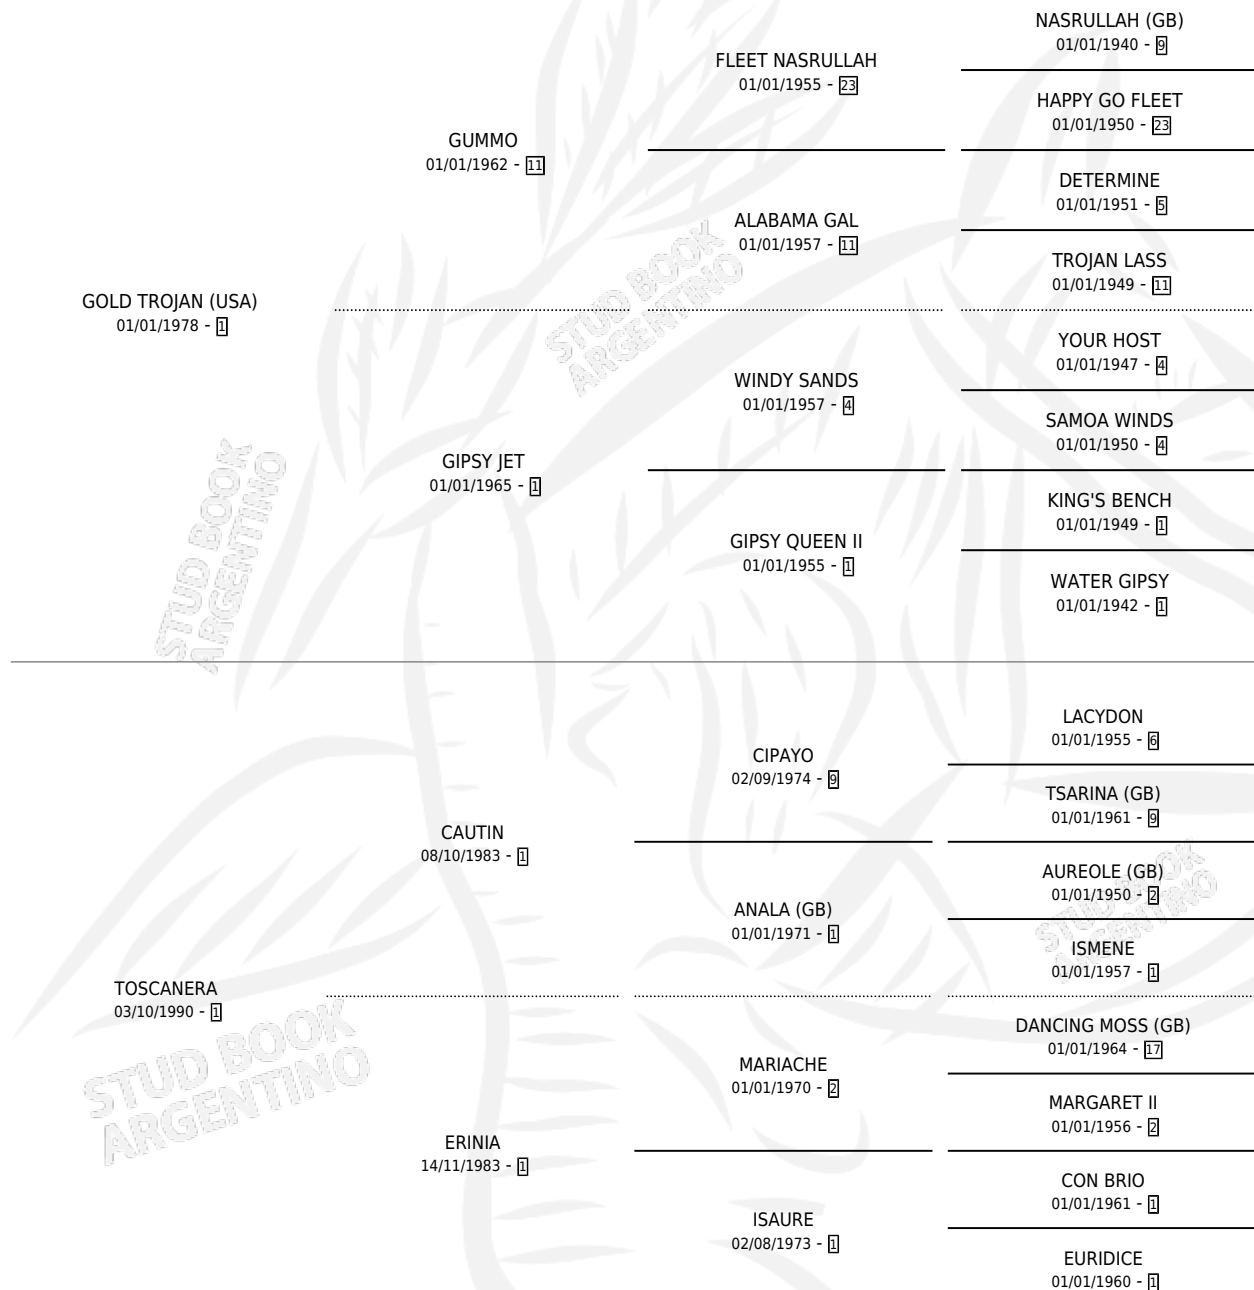 NASRULLAH (GB)
01/01/1940 - 9
FLEET NASRULLAH
01/01/1955 - 23
HAPPY GO FLEET
01/01/1950 - 23
GUMMO
01/01/1962 - 11
DETERMINE
01/01/1951 - 5
ALABAMA GAL
01/01/1957 - 11
TROJAN LASS
01/01/1949 - 11
GOLD TROJAN (USA)
01/01/1978 - 1
YOUR HOST
01/01/1947 - 4
WINDY SANDS
01/01/1957 - 4
SAMOA WINDS
01/01/1950 - 4
GIPSY JET
01/01/1965 - 1
KING'S BENCH
01/01/1949 - 1
GIPSY QUEEN II
01/01/1955 - 1
WATER GIPSY
01/01/1942 - 1
LACYDON
01/01/1955 - 6
CIPAYO
02/09/1974 - 9
TSARINA (GB)
01/01/1961 - 9
CAUTIN
08/10/1983 - 1
AUREOLE (GB)
01/01/1950 - 2
ANALA (GB)
01/01/1971 - 1
ISMENE
01/01/1957 - 1
TOSCANERA
03/10/1990 - 1
DANCING MOSS (GB)
01/01/1964 - 17
MARIACHE
01/01/1970 - 2
MARGARET II
01/01/1956 - 2
ERINIA
14/11/1983 - 1
CON BRIO
01/01/1961 - 1
ISAURE
02/08/1973 - 1
EURIDICE
01/01/1960 - 1
STUD BOOK
ARGENTINO
STUD BOOK
ARGENTINO
STUD BOOK
ARGENTINO
STUD BOOK
ARGENTINO